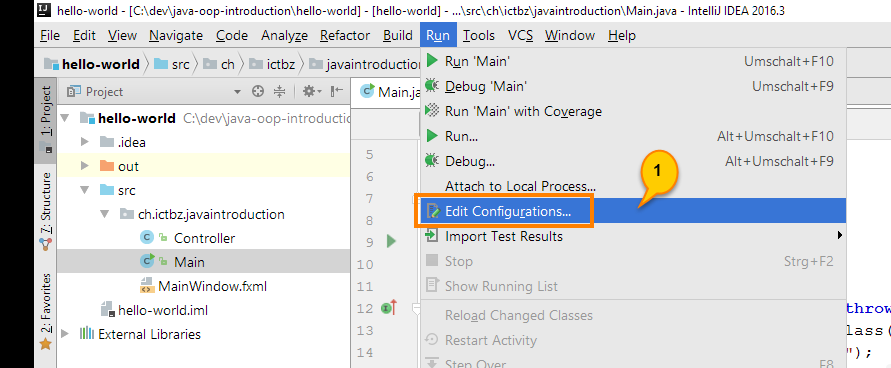 hello-world - [C:\dev\java-oop-introduction\hello-world] - [hello-world] - ...\src\ch\ictbz\javaintroduction\Main.java - IntelliJ IDEA 2016.3
File Edit View Navigate Code Analyze Refactor Build Run Tools VCS Window Help
hello-world src ch ictbz javaintroduction
1: Project
7: Structure
2: Favorites
Project
hello-world C:\dev\java-oop-introductio
.idea
out
src
ch.ictbz.javaintroduction
Controller
Main
MainWindow.fxml
hello-world.iml
External Libraries
Main.ja
5
6
7
8
9
10
11
12
13
14
Run 'Main' Umschalt+F10
Debug 'Main' Umschalt+F9
Run 'Main' with Coverage
Run... Alt+Umschalt+F10
Debug... Alt+Umschalt+F9
Attach to Local Process...
Edit Configurations...
1
Import Test Results
Stop Strg+F2
Show Running List
Reload Changed Classes
Restart Activity
Step Over F8
throw
lass(
");